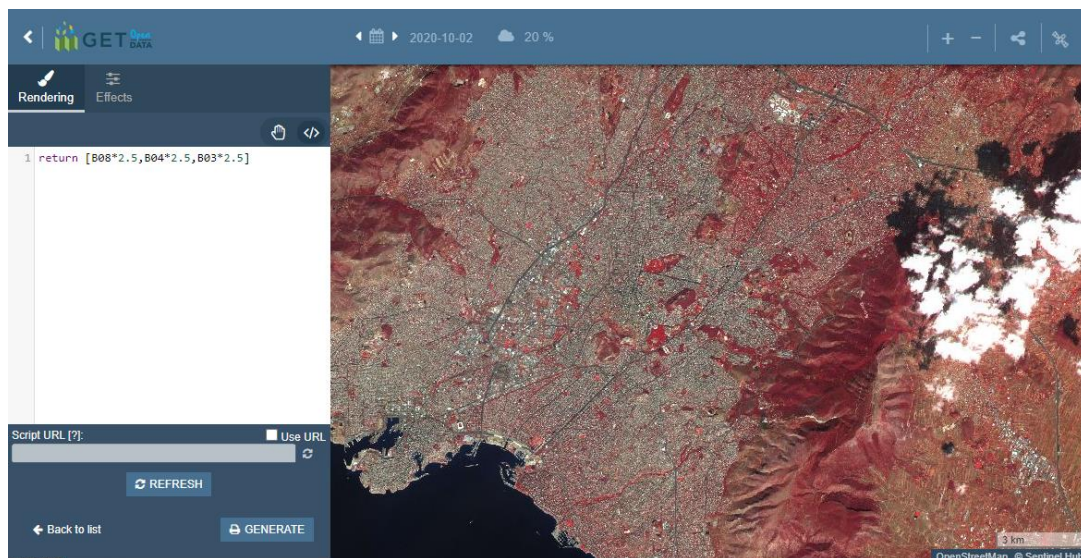 GET Open DATA
2020-10-02 20 %
Rendering Effects
1 return [B08*2.5,B04*2.5,B03*2.5]
Script URL [?]: Use URL
REFRESH
Back to list GENERATE
3 km
OpenStreetMap, © Sentinel Hub